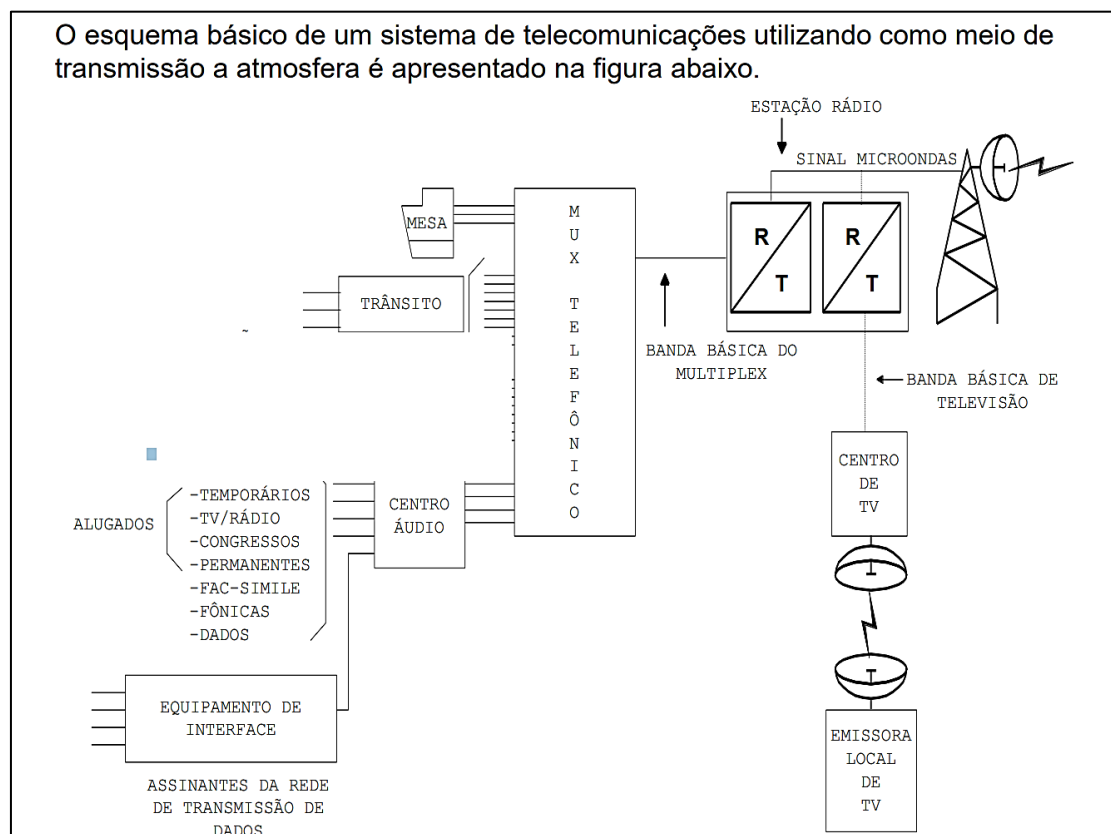 O esquema básico de um sistema de telecomunicações utilizando como meio de
transmissão a atmosfera é apresentado na figura abaixo.
ESTAÇÃO RÁDIO
SINAL MICROONDAS
MESA
MUX TELEFÔNICO
R
T
R
T
TRÂNSITO
~
BANDA BÁSICA DO
MULTIPLEX
BANDA BÁSICA DE
TELEVISÃO
CENTRO
DE
TV
ALUGADOS
-TEMPORÁRIOS
-TV/RÁDIO
-CONGRESSOS
-PERMANENTES
-FAC-SIMILE
-FÔNICAS
-DADOS
CENTRO
ÁUDIO
EQUIPAMENTO DE
INTERFACE
ASSINANTES DA REDE
DE TRANSMISSÃO DE
DADOS
EMISSORA
LOCAL
DE
TV